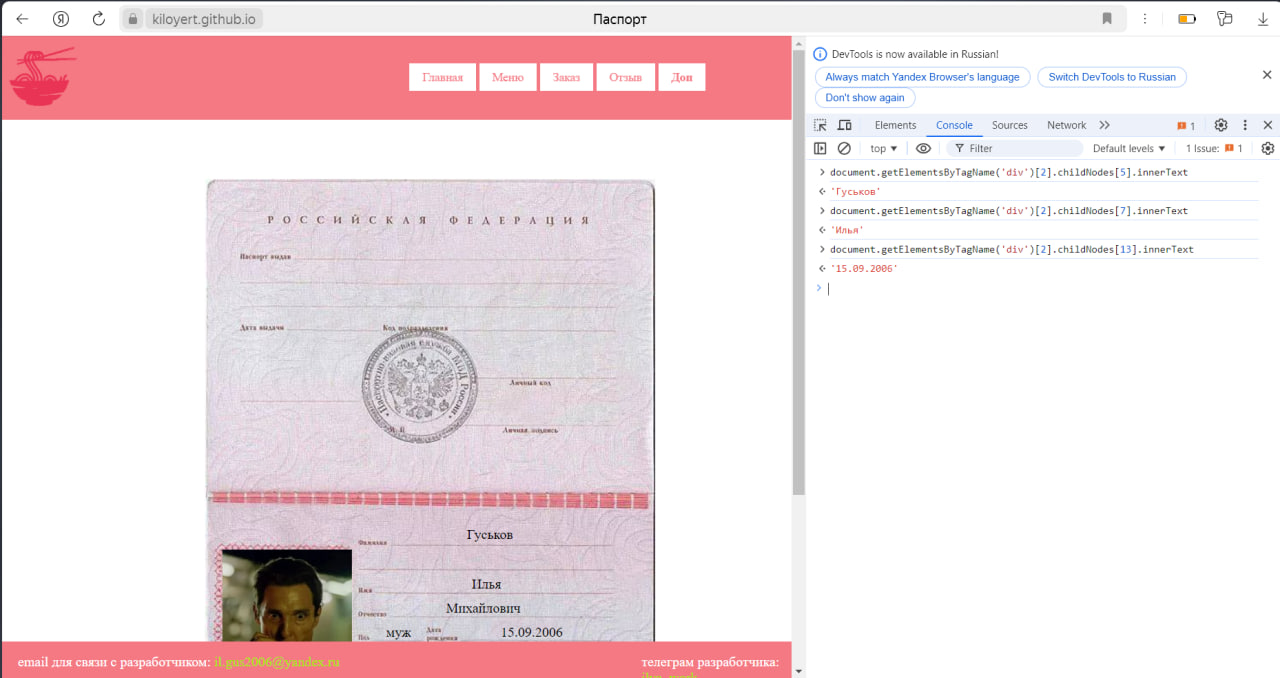 kiloyert.github.io
Паспорт
Главная
Меню
Заказ
Отзыв
Доп
РОССИЙСКАЯ ФЕДЕРАЦИЯ
Паспорт выдан
Дата выдачи
Код подразделения
Паспортно-визовая служба МВД России
Личный код
М. П
Личная подпись
Фамилия
Гуськов
Имя
Илья
Отчество
Михайлович
Пол
муж
Дата
рождения
15.09.2006
email для связи с разработчиком: il.gus2006@yandex.ru
телеграм разработчика:
DevTools is now available in Russian!
Always match Yandex Browser's language
Switch DevTools to Russian
Don't show again
Elements
Console
Sources
Network
1
top
Filter
Default levels
1 Issue:
1
document.getElementsByTagName('div')[2].childNodes[5].innerText
'Гуськов'
document.getElementsByTagName('div')[2].childNodes[7].innerText
'Илья'
document.getElementsByTagName('div')[2].childNodes[13].innerText
'15.09.2006'